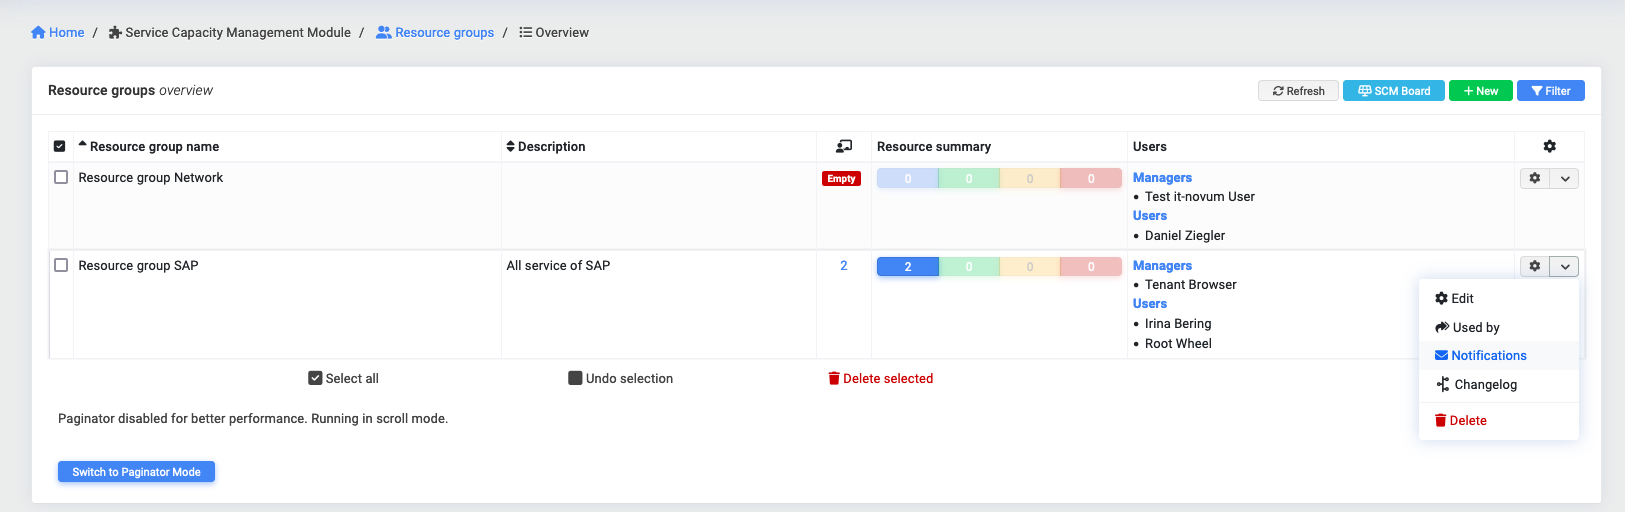 Home / Service Capacity Management Module / Resource groups / Overview
Resource groups overview
Refresh
SCM Board
New
Filter
Resource group name
Description
Resource summary
Users
Resource group Network
Empty
0 0 0 0
Managers
Test it-novum User
Users
Daniel Ziegler
Resource group SAP
All service of SAP
2
2 0 0 0
Managers
Tenant Browser
Users
Irina Bering
Root Wheel
Edit
Used by
Notifications
Changelog
Delete
Select all
Undo selection
Delete selected
Paginator disabled for better performance. Running in scroll mode.
Switch to Paginator Mode